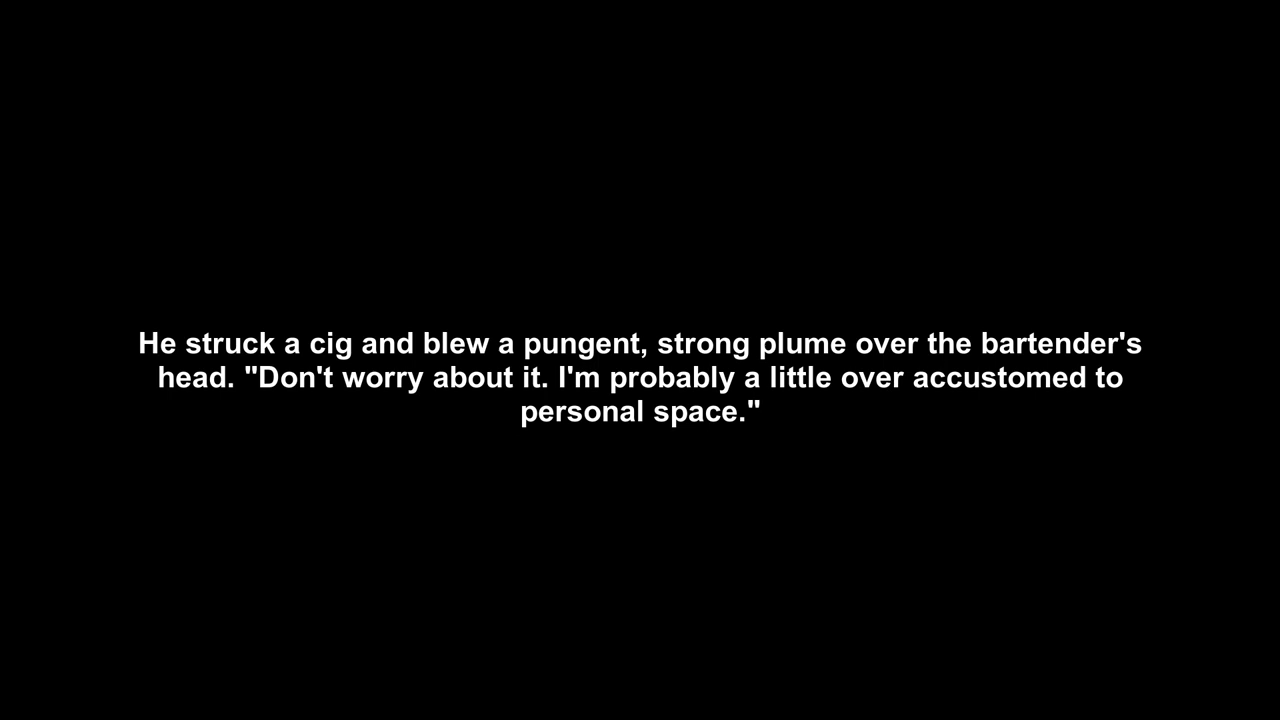 He struck a cig and blew a pungent, strong plume over the bartender's
head. "Don't worry about it. I'm probably a little over accustomed to
personal space."